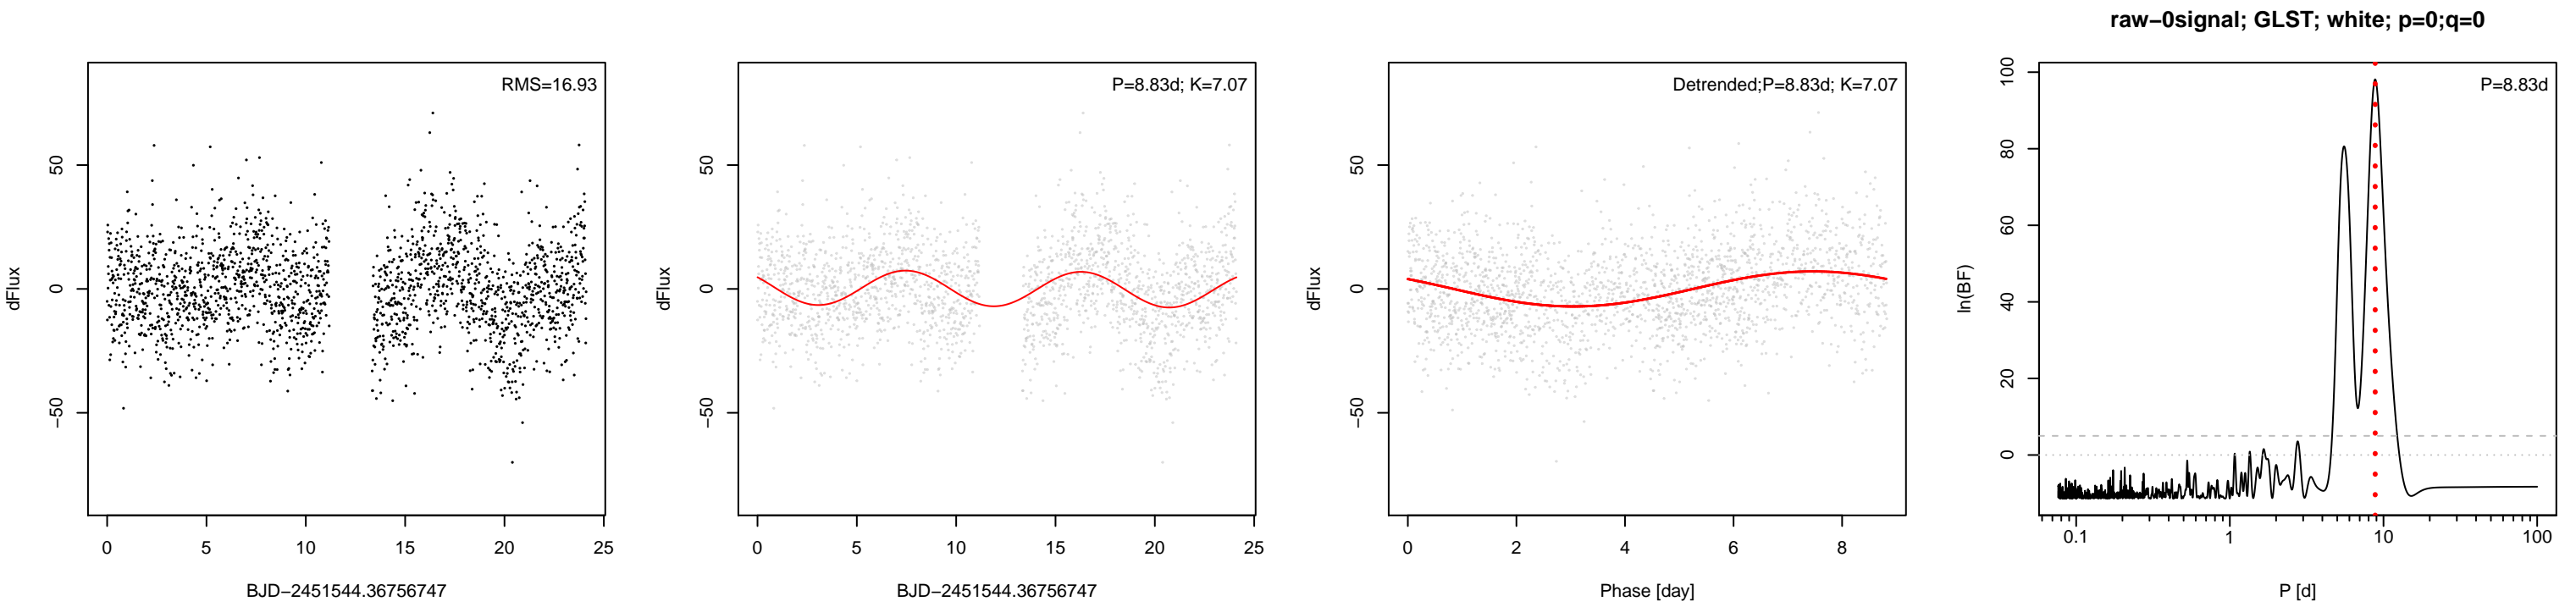 raw−0signal; GLST; white; p=0;q=0
RMS=16.93
dFlux
50
0
−50
0 5 10 15 20 25
BJD−2451544.36756747
P=8.83d; K=7.07
dFlux
50
0
−50
0 5 10 15 20 25
BJD−2451544.36756747
Detrended;P=8.83d; K=7.07
dFlux
50
0
−50
0 2 4 6 8
Phase [day]
P=8.83d
ln(BF)
100
80
60
40
20
0
0.1 1 10 100
P [d]